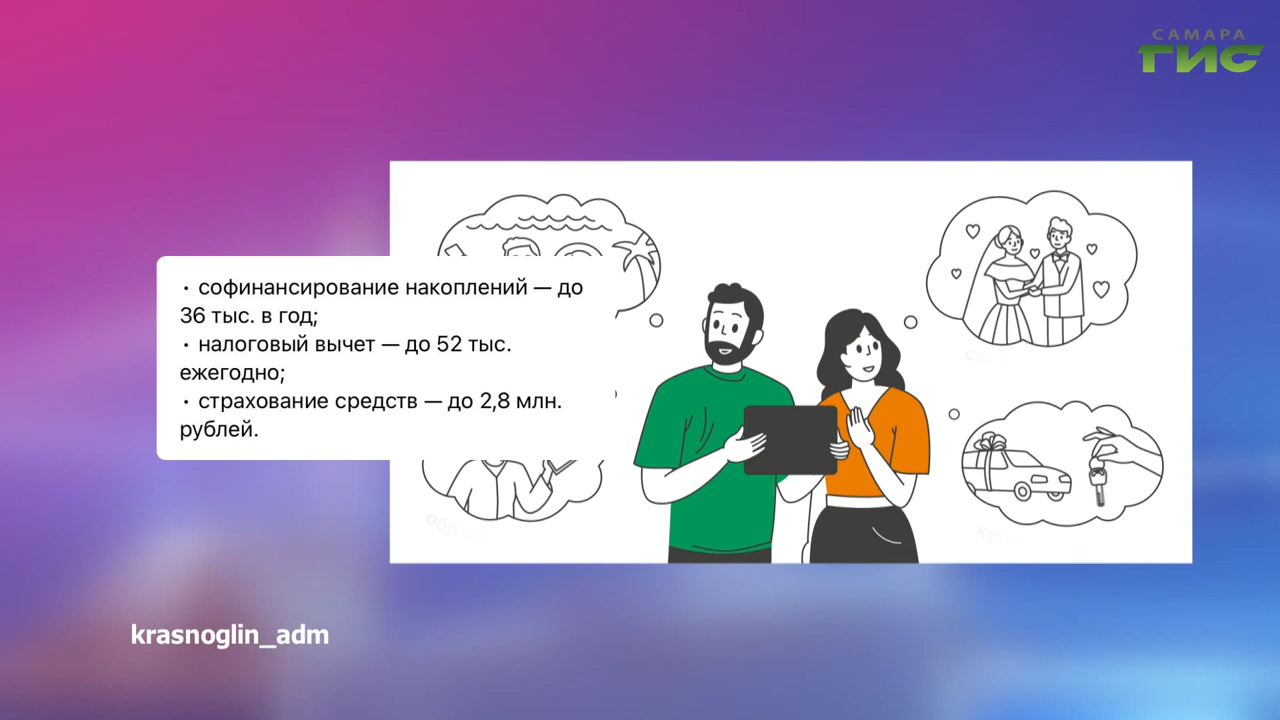 САМАРА
ГИС
· софинансирование накоплений — до
36 тыс. в год;
· налоговый вычет — до 52 тыс.
ежегодно;
· страхование средств — до 2,8 млн.
рублей.
krasnoglin_adm